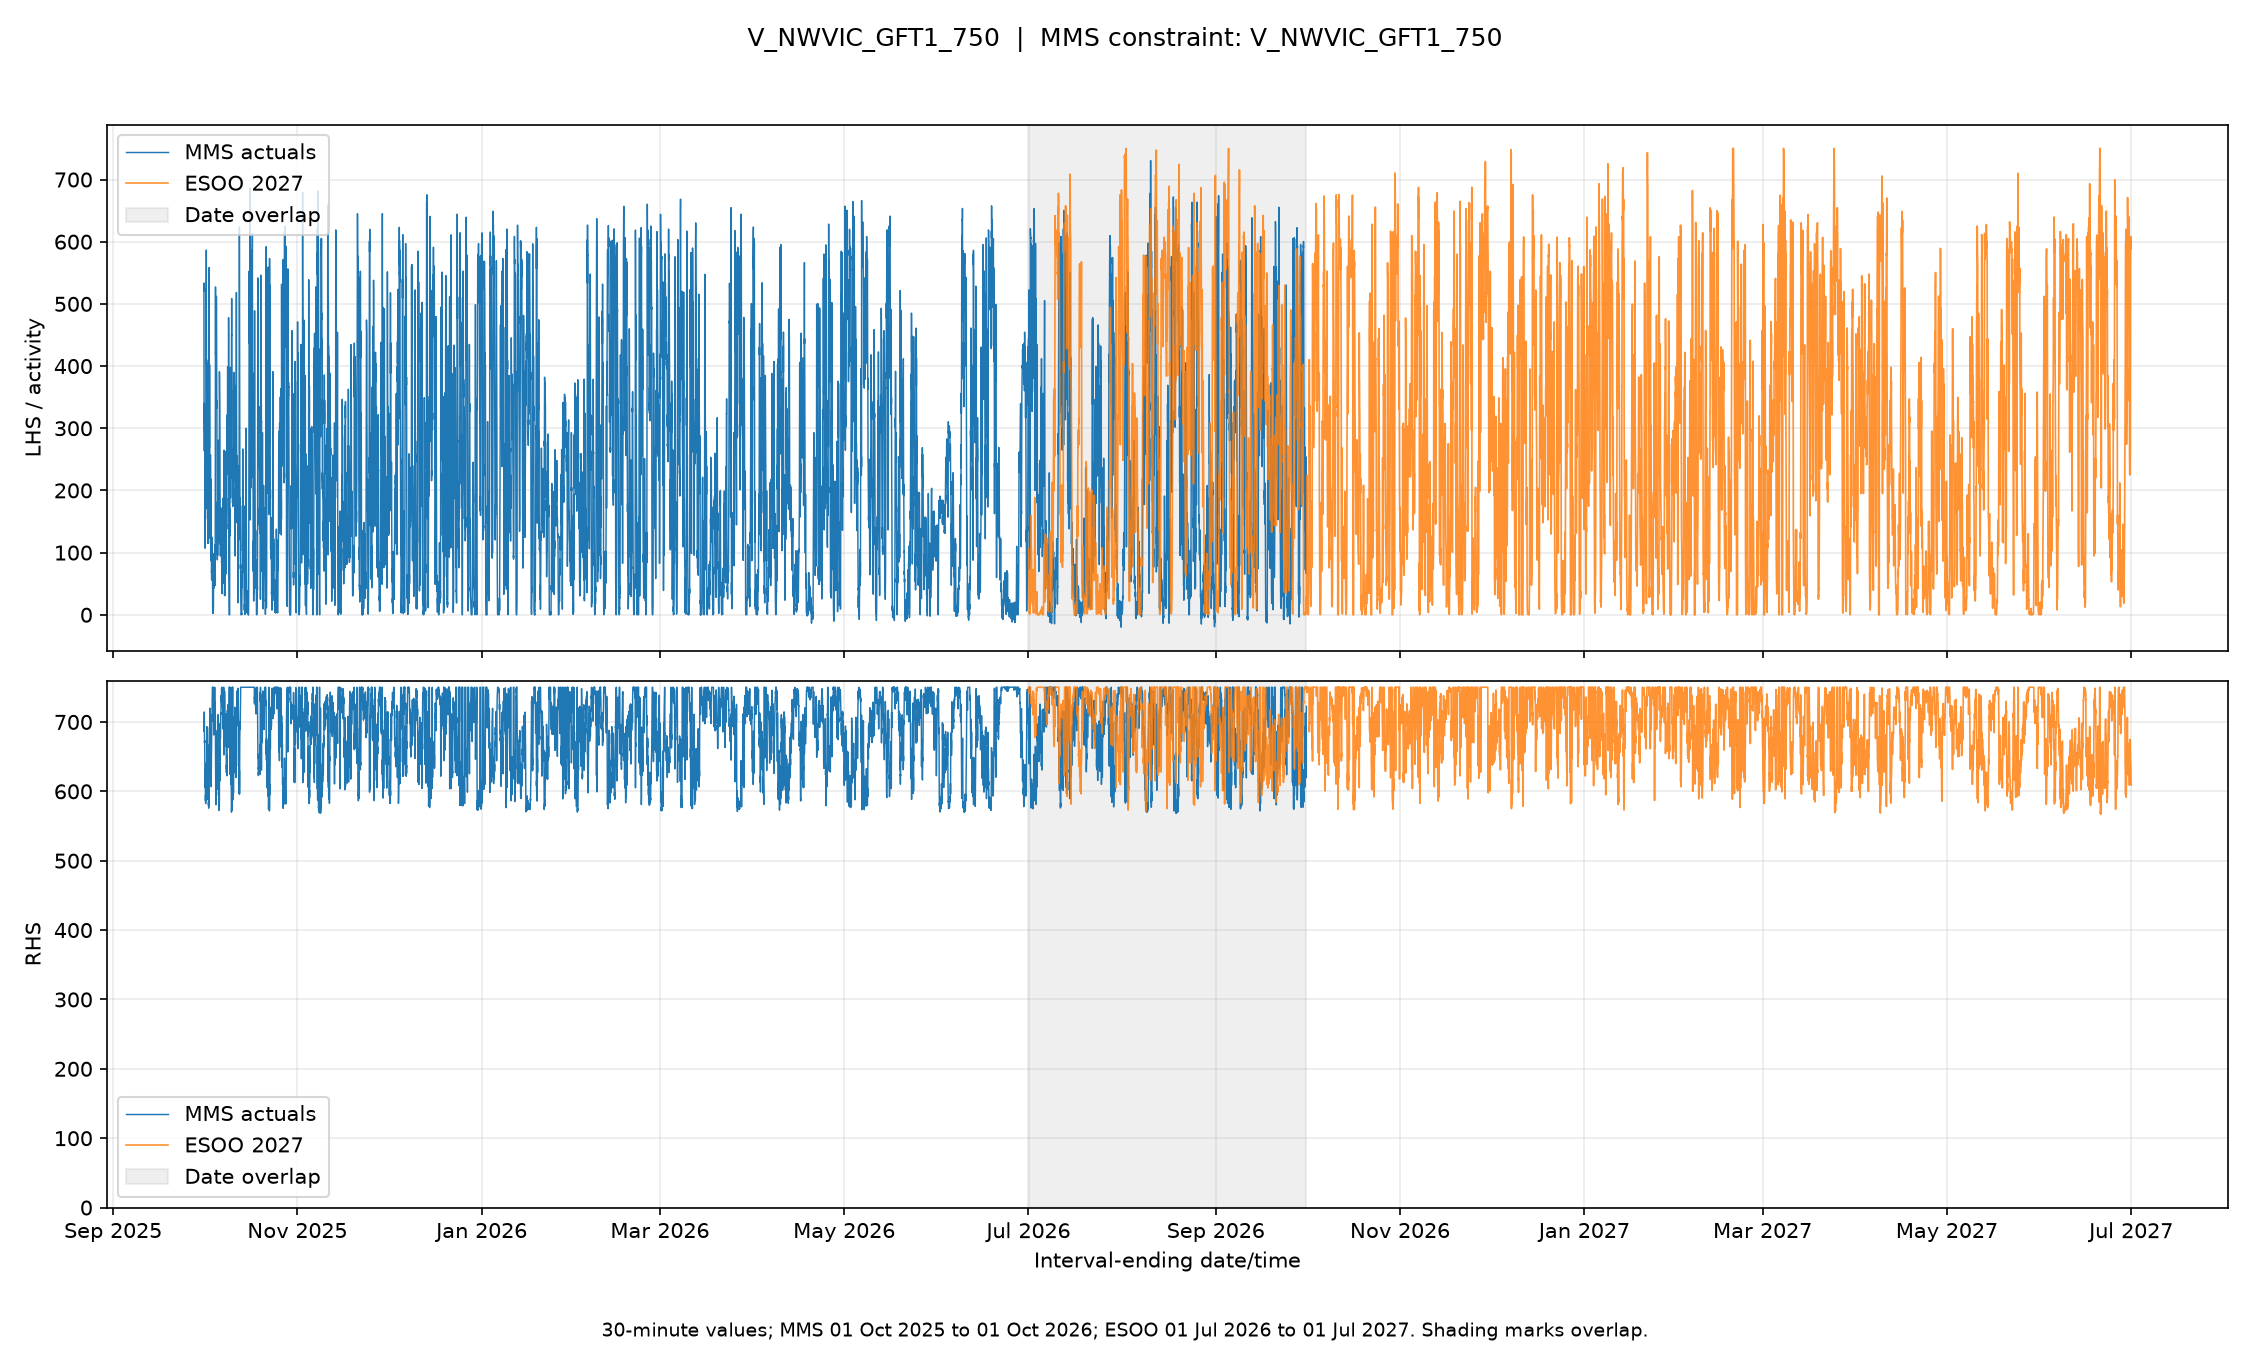 V_NWVIC_GFT1_750 | MMS constraint: V_NWVIC_GFT1_750
MMS actuals
ESOO 2027
Date overlap
700
600
500
400
300
200
100
0
LHS / activity
700
600
500
400
300
200
100
0
RHS
MMS actuals
ESOO 2027
Date overlap
Sep 2025 Nov 2025 Jan 2026 Mar 2026 May 2026 Jul 2026 Sep 2026 Nov 2026 Jan 2027 Mar 2027 May 2027 Jul 2027
Interval-ending date/time
30-minute values; MMS 01 Oct 2025 to 01 Oct 2026; ESOO 01 Jul 2026 to 01 Jul 2027. Shading marks overlap.